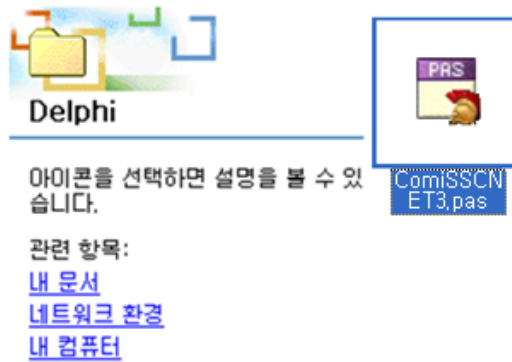 Delphi
아이콘을 선택하면 설명을 볼 수 있
습니다.
관련 항목:
내 문서
네트워크 환경
내 컴퓨터
PAS
ComiSSCN
ET3.pas